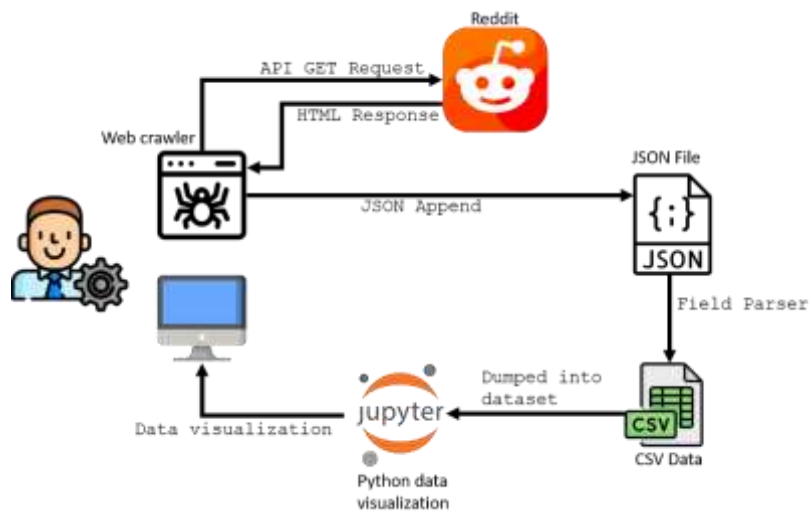 Reddit
API GET Request
HTML Response
Web crawler
JSON File
JSON Append
{;}
JSON
Field Parser
Dumped into
dataset
jupyter
CSV
Data visualization
CSV Data
Python data
visualization